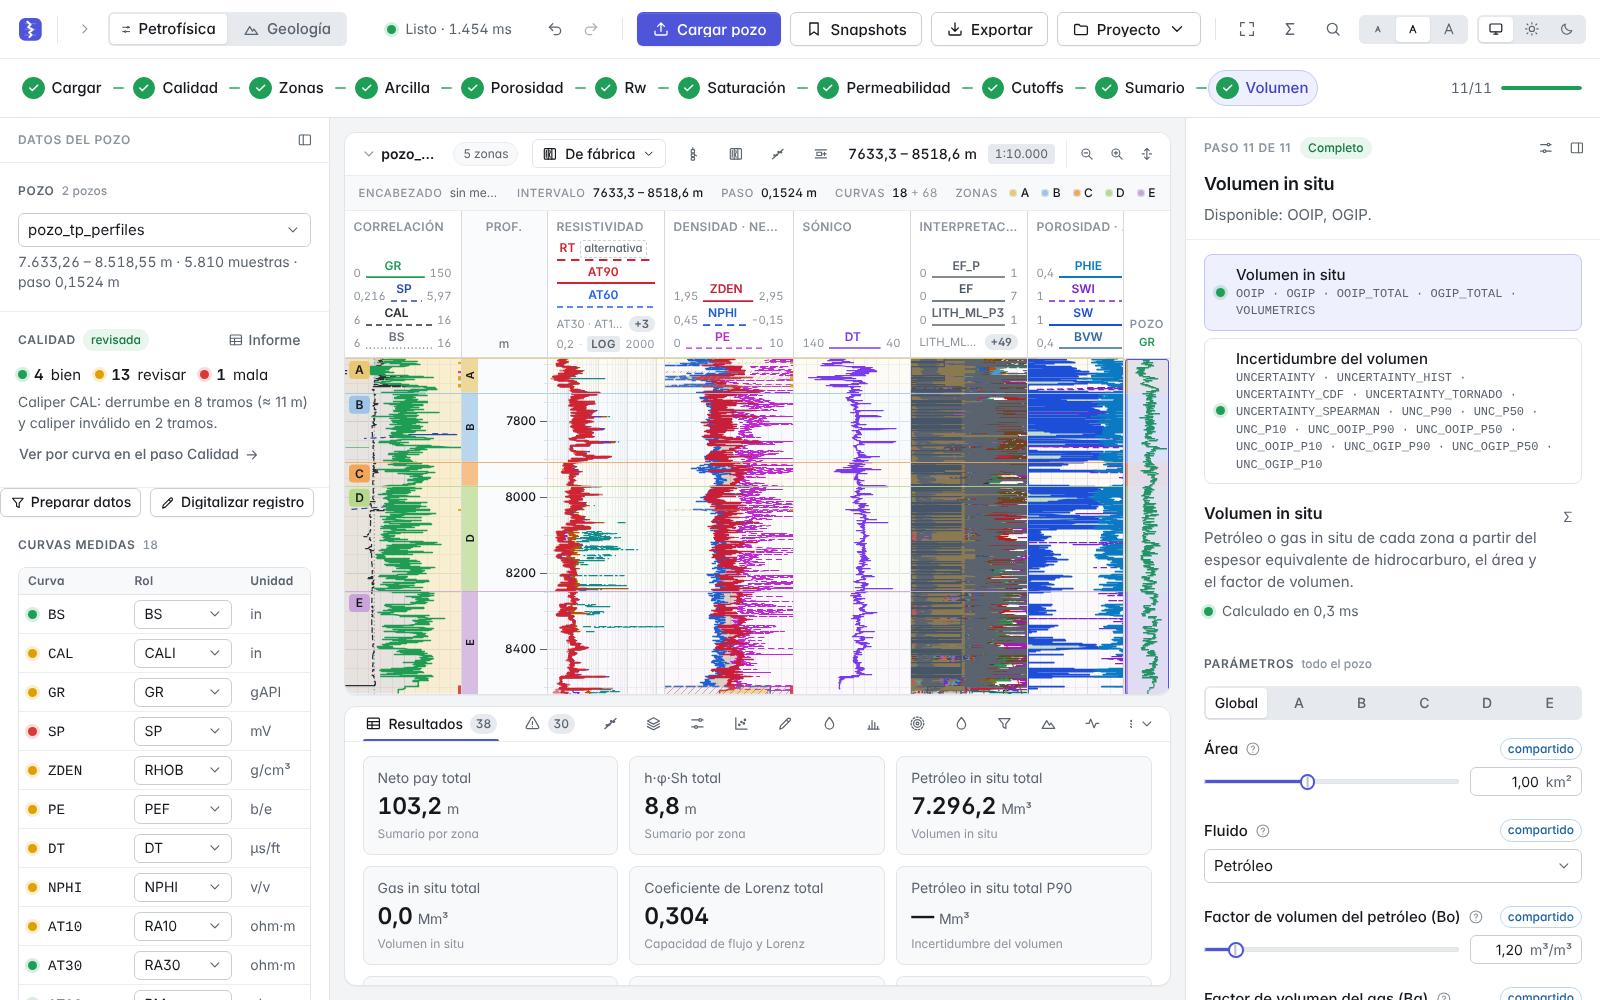 Petrofísica
Geología
Listo · 1.454 ms
Cargar pozo
Snapshots
Exportar
Proyecto
Σ
A
A
A
Cargar
Calidad
Zonas
Arcilla
Porosidad
Rw
Saturación
Permeabilidad
Cutoffs
Sumario
Volumen
11/11
DATOS DEL POZO
POZO 2 pozos
pozo_tp_perfiles
7.633,26 – 8.518,55 m · 5.810 muestras ·
paso 0,1524 m
CALIDAD revisada Informe
4 bien 13 revisar 1 mala
Caliper CAL: derrumbe en 8 tramos (≈ 11 m)
y caliper inválido en 2 tramos.
Ver por curva en el paso Calidad →
Preparar datos
Digitalizar registro
CURVAS MEDIDAS 18
Curva Rol Unidad
BS BS in
CAL CALI in
GR GR gAPI
SP SP mV
ZDEN RHOB g/cm³
PE PEF b/e
DT DT µs/ft
NPHI NPHI v/v
AT10 RA10 ohm·m
AT30 RA30 ohm·m
pozo_...
5 zonas
De fábrica
7633,3 – 8518,6 m
1:10.000
ENCABEZADO sin me... INTERVALO 7633,3 – 8518,6 m PASO 0,1524 m CURVAS 18 + 68 ZONAS A B C D E
CORRELACIÓN
0 GR 150
0,216 SP 5,97
6 CAL 16
6 BS 16
PROF.
m
RESISTIVIDAD
RT alternativa
AT90
AT60
AT30 · AT1... +3
0,2 · LOG 2000
DENSIDAD · NE...
1,95 ZDEN 2,95
0,45 NPHI -0,15
0 PE 10
SÓNICO
140 DT 40
INTERPRETAC...
0 EF_P 1
0 EF 7
0 LITH_ML_P3 1
LITH_ML... +49
POROSIDAD ·
0,4 PHIE
1 SWI
1 SW
0,4 BVW
POZO
GR
A
B
C
D
E
A
B
D
E
7800
8000
8200
8400
Resultados 38
30
Neto pay total
103,2 m
Sumario por zona
h·φ·Sh total
8,8 m
Sumario por zona
Petróleo in situ total
7.296,2 Mm³
Volumen in situ
Gas in situ total
0,0 Mm³
Volumen in situ
Coeficiente de Lorenz total
0,304
Capacidad de flujo y Lorenz
Petróleo in situ total P90
— Mm³
Incertidumbre del volumen
PASO 11 DE 11 Completo
Volumen in situ
Disponible: OOIP, OGIP.
Volumen in situ
OOIP · OGIP · OOIP_TOTAL · OGIP_TOTAL ·
VOLUMETRICS
Incertidumbre del volumen
UNCERTAINTY · UNCERTAINTY_HIST ·
UNCERTAINTY_CDF · UNCERTAINTY_TORNADO ·
UNCERTAINTY_SPEARMAN · UNC_P90 · UNC_P50 ·
UNC_P10 · UNC_OOIP_P90 · UNC_OOIP_P50 ·
UNC_OOIP_P10 · UNC_OGIP_P90 · UNC_OGIP_P50 ·
UNC_OGIP_P10
Volumen in situ Σ
Petróleo o gas in situ de cada zona a partir del
espesor equivalente de hidrocarburo, el área y
el factor de volumen.
Calculado en 0,3 ms
PARÁMETROS todo el pozo
Global A B C D E
Área compartido
1,00 km²
Fluido compartido
Petróleo
Factor de volumen del petróleo (Bo) compartido
1,20 m³/m³
Factor de volumen del gas (Bg) compartido